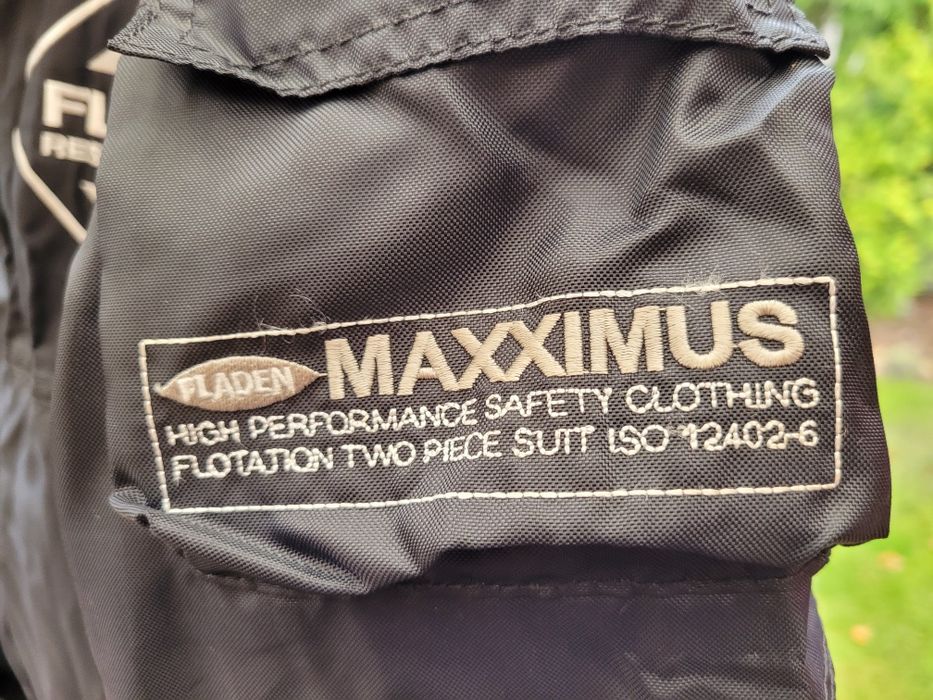 FLADEN MAXXIMUS
HIGH PERFORMANCE SAFETY CLOTHING
FLOTATION TWO PIECE SUIT ISO 12402-6